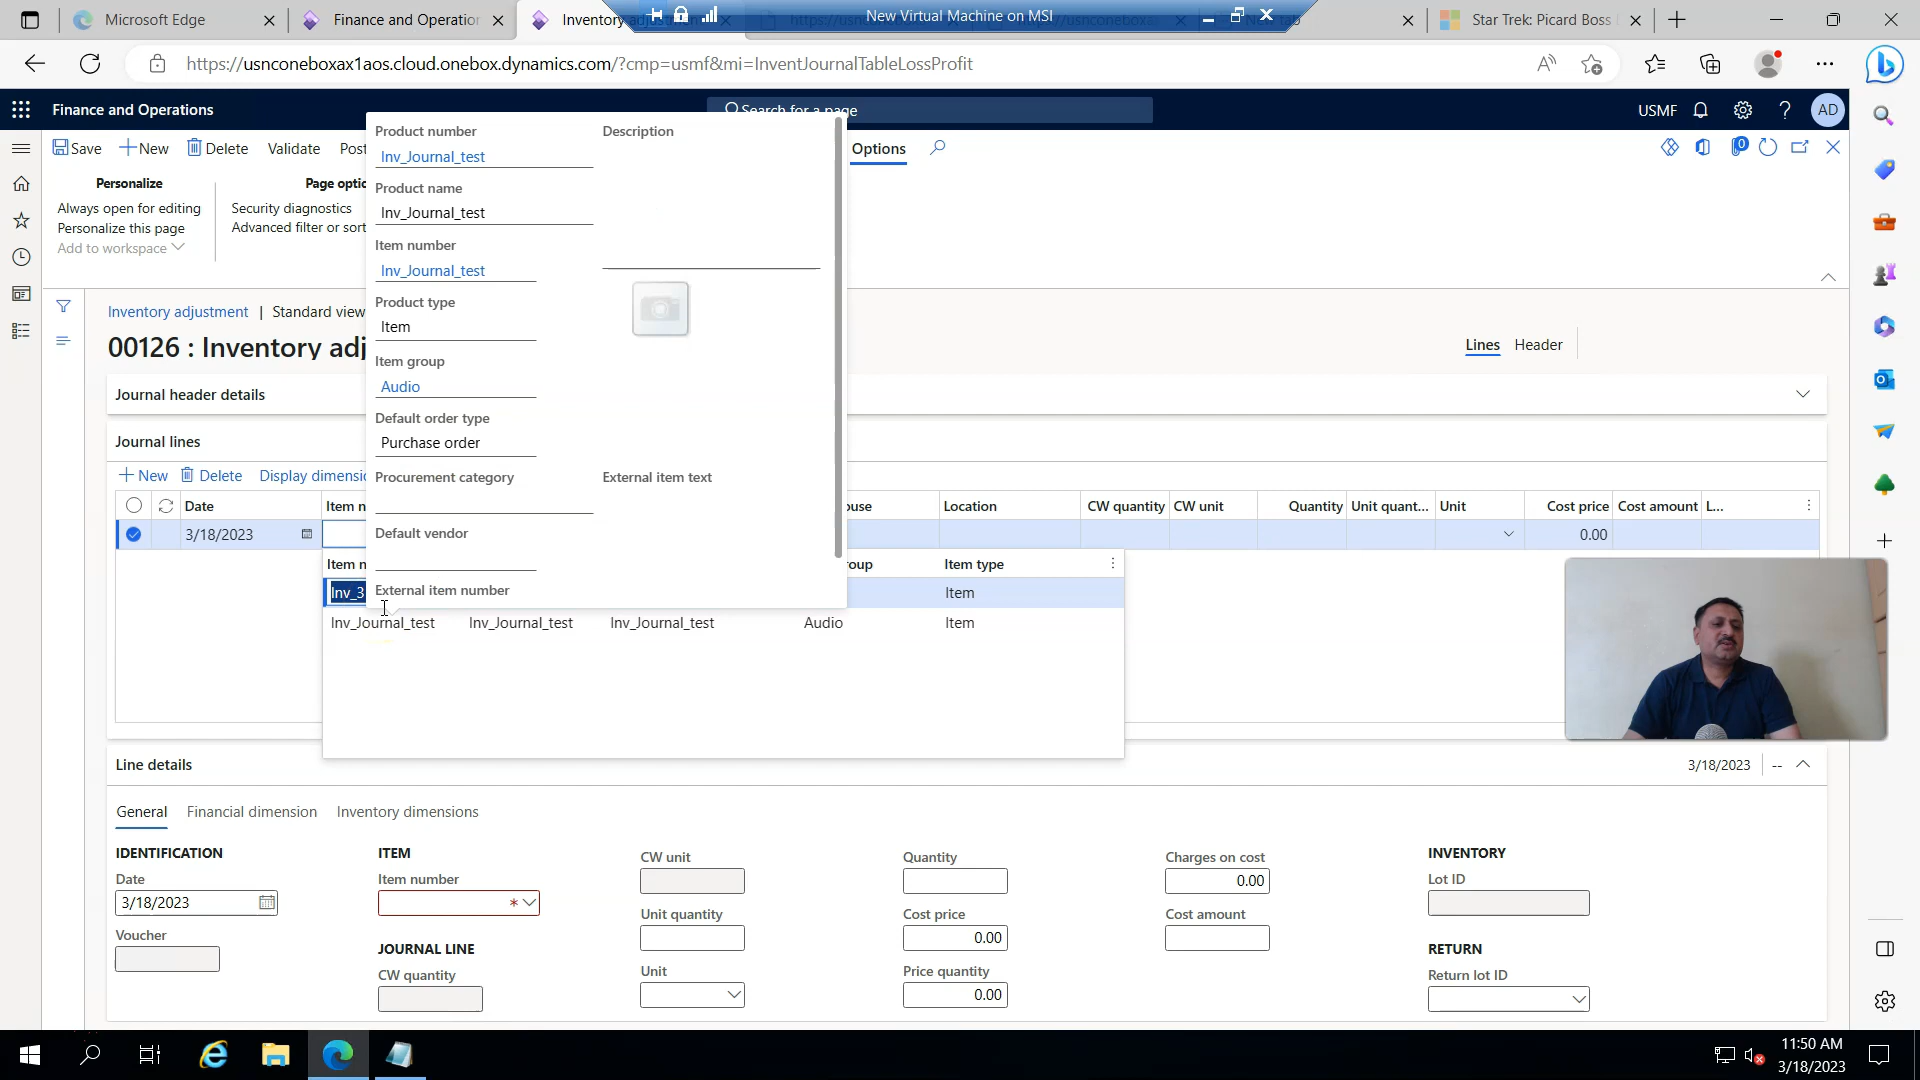 Microsoft Edge
Finance and Operation
Inventory
New Virtual Machine on MSI
Star Trek: Picard Boss
https://usnconeboxax1aos.cloud.onebox.dynamics.com/?cmp=usmf&mi=InventJournalTableLossProfit
Finance and Operations
Search for a page
USMF
AD
Save
New
Delete
Validate
Post
Options
0
Personalize
Always open for editing
Personalize this page
Add to workspace
Page optio
Security diagnostics
Advanced filter or sort
Product number
Inv_Journal_test
Product name
Inv_Journal_test
Item number
Inv_Journal_test
Product type
Item
Item group
Audio
Default order type
Purchase order
Procurement category
Default vendor
External item number
Description
External item text
Inventory adjustment | Standard view
00126 : Inventory adj
Lines Header
Journal header details
Journal lines
New Delete Display dimensio
Date Item n ouse Location CW quantity CW unit Quantity Unit quant... Unit Cost price Cost amount L...
3/18/2023 0.00
Item n oup Item type
Inv_3 Item
Inv_Journal_test Inv_Journal_test Inv_Journal_test Audio Item
Line details
3/18/2023 --
General Financial dimension Inventory dimensions
IDENTIFICATION
Date
3/18/2023
Voucher
ITEM
Item number
*
JOURNAL LINE
CW quantity
CW unit
Unit quantity
Unit
Quantity
Cost price
0.00
Price quantity
0.00
Charges on cost
0.00
Cost amount
INVENTORY
Lot ID
RETURN
Return lot ID
11:50 AM
3/18/2023